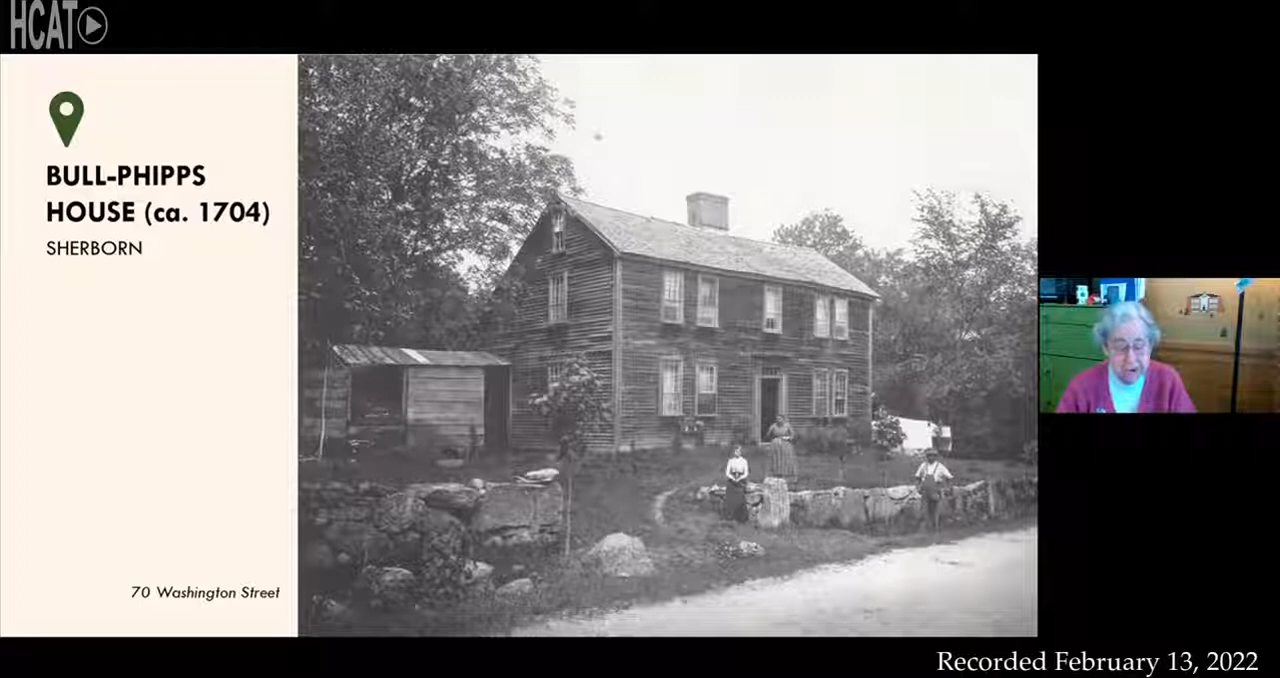 HCAT
BULL-PHIPPS
HOUSE (ca. 1704)
SHERBORN
70 Washington Street
Recorded February 13, 2022